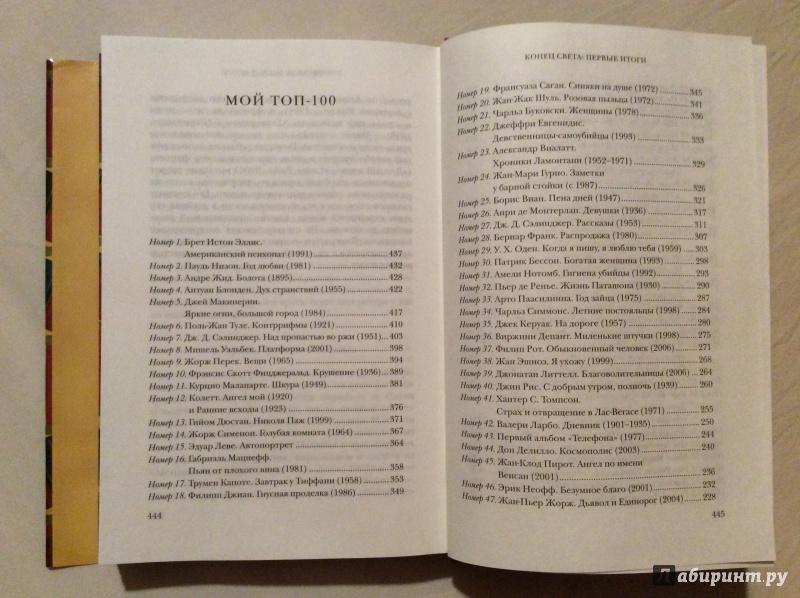 МОЙ ТОП-100
Номер 1. Брет Истон Эллис.
Американский психопат (1991) 437
Номер 2. Пауль Низон. Год любви (1981) 432
Номер 3. Андре Жид. Болота (1895) 428
Номер 4. Антуан Блонден. Дух странствий (1955) 422
Номер 5. Джей Макинерни.
Яркие огни, большой город (1984) 417
Номер 6. Поль-Жан Туле. Контррифмы (1921) 410
Номер 7. Дж. Д. Сэлинджер. Над пропастью во ржи (1951) 403
Номер 8. Мишель Уэльбек. Платформа (2001) 398
Номер 9. Жорж Перек. Вещи (1965) 394
Номер 10. Фрэнсис Скотт Фицджеральд. Крушение (1936) 389
Номер 11. Курцио Малапарте. Шкура (1949) 381
Номер 12. Колетт. Ангел мой (1920)
и Ранние всходы (1923) 376
Номер 13. Гийом Дюстан. Николя Паж (1999) 371
Номер 14. Жорж Сименон. Голубая комната (1964) 367
Номер 15. Эдуар Леве. Автопортрет 364
Номер 16. Габриэль Мацнефф.
Пьян от плохого вина (1981) 358
Номер 17. Трумен Капоте. Завтрак у Тиффани (1958) 353
Номер 18. Филипп Джиан. Гнусная проделка (1986) 349
444
КОНЕЦ СВЕТА: ПЕРВЫЕ ИТОГИ
Номер 19. Франсуаза Саган. Синяки на душе (1972) 345
Номер 20. Жан-Жак Шуль. Розовая пыльца (1972) 341
Номер 21. Чарльз Буковски. Женщины (1978) 336
Номер 22. Джеффри Евгенидис.
Девственницы-самоубийцы (1993) 333
Номер 23. Александр Виалатт.
Хроники Ламонтани (1952–1971) 329
Номер 24. Жан-Мари Гурио. Заметки
у барной стойки (с 1987) 326
Номер 25. Борис Виан. Пена дней (1947) 321
Номер 26. Анри де Монтерлан. Девушки (1936) 317
Номер 27. Дж. Д. Сэлинджер. Рассказы (1953) 311
Номер 28. Бернар Франк. Распродажа (1980) 307
Номер 29. У. Х. Оден. Когда я пишу, я люблю тебя (1959) 303
Номер 30. Патрик Бессон. Богатая женщина (1993) 298
Номер 31. Амели Нотомб. Гигиена убийцы (1992) 294
Номер 32. Пьер де Ренье. Жизнь Паташона (1930) 291
Номер 33. Арто Паасилинна. Год зайца (1975) 287
Номер 34. Чарльз Симмонс. Летние постояльцы (1997) 284
Номер 35. Джек Керуак. На дороге (1957) 280
Номер 36. Виржини Депант. Миленькие штучки (1998) 275
Номер 37. Филип Рот. Обыкновенный человек (2006) 271
Номер 38. Жан Эшноз. Я ухожу (1999) 268
Номер 39. Джонатан Литтелл. Благоволительницы (2006) 264
Номер 40. Джин Рис. С добрым утром, полночь (1939) 260
Номер 41. Хантер С. Томпсон.
Страх и отвращение в Лас-Вегасе (1971) 255
Номер 42. Валери Ларбо. Дневник (1901–1935) 250
Номер 43. Первый альбом «Телефона» (1977) 244
Номер 44. Дон Делилло. Космополис (2003) 240
Номер 45. Жан-Клод Пирот. Ангел по имени
Венсан (2001) 236
Номер 46. Эрик Неофф. Безумное благо (2001) 232
Номер 47. Жан-Пьер Жорж. Дьявол и Единорог (2004) 228
445
Лабиринт.ру